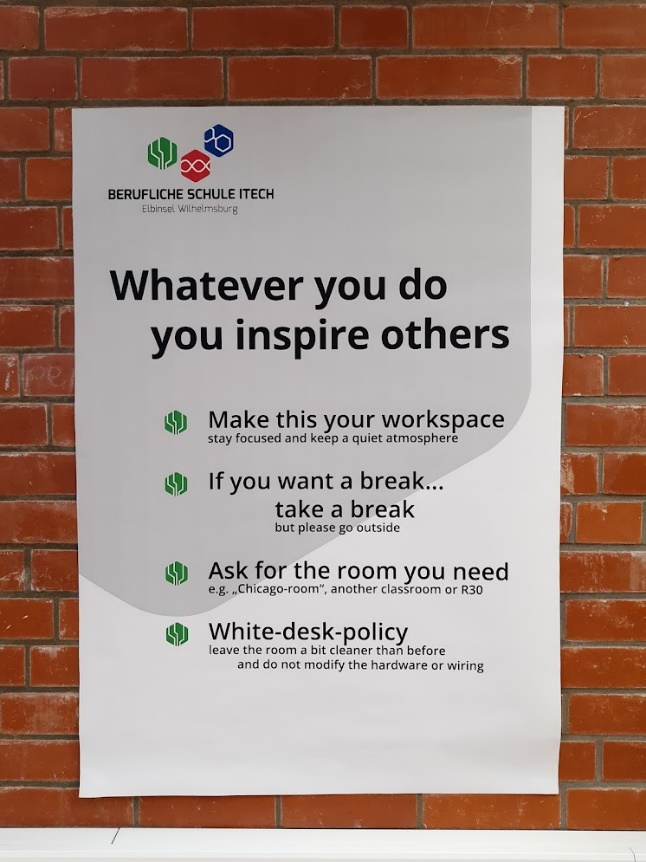 BERUFLICHE SCHULE ITECH
Elbinsel Wilhelmsburg
Whatever you do
you inspire others
Make this your workspace
stay focused and keep a quiet atmosphere
If you want a break...
take a break
but please go outside
Ask for the room you need
e.g. „Chicago-room“, another classroom or R30
White-desk-policy
leave the room a bit cleaner than before
and do not modify the hardware or wiring